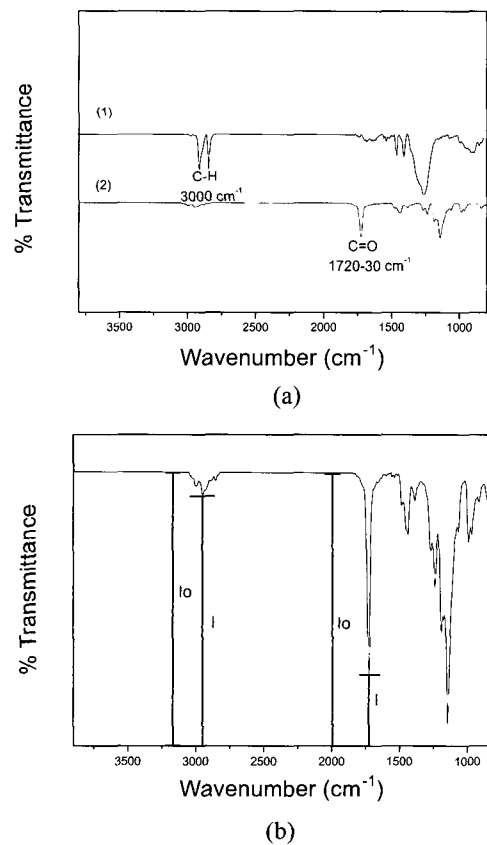 % Transmittance
(1)
C-H
3000 cm⁻¹
(2)
C=O
1720-30 cm⁻¹
3500 3000 2500 2000 1500 1000
Wavenumber (cm⁻¹)
(a)
% Transmittance
Io
I
Io
I
3500 3000 2500 2000 1500 1000
Wavenumber (cm⁻¹)
(b)